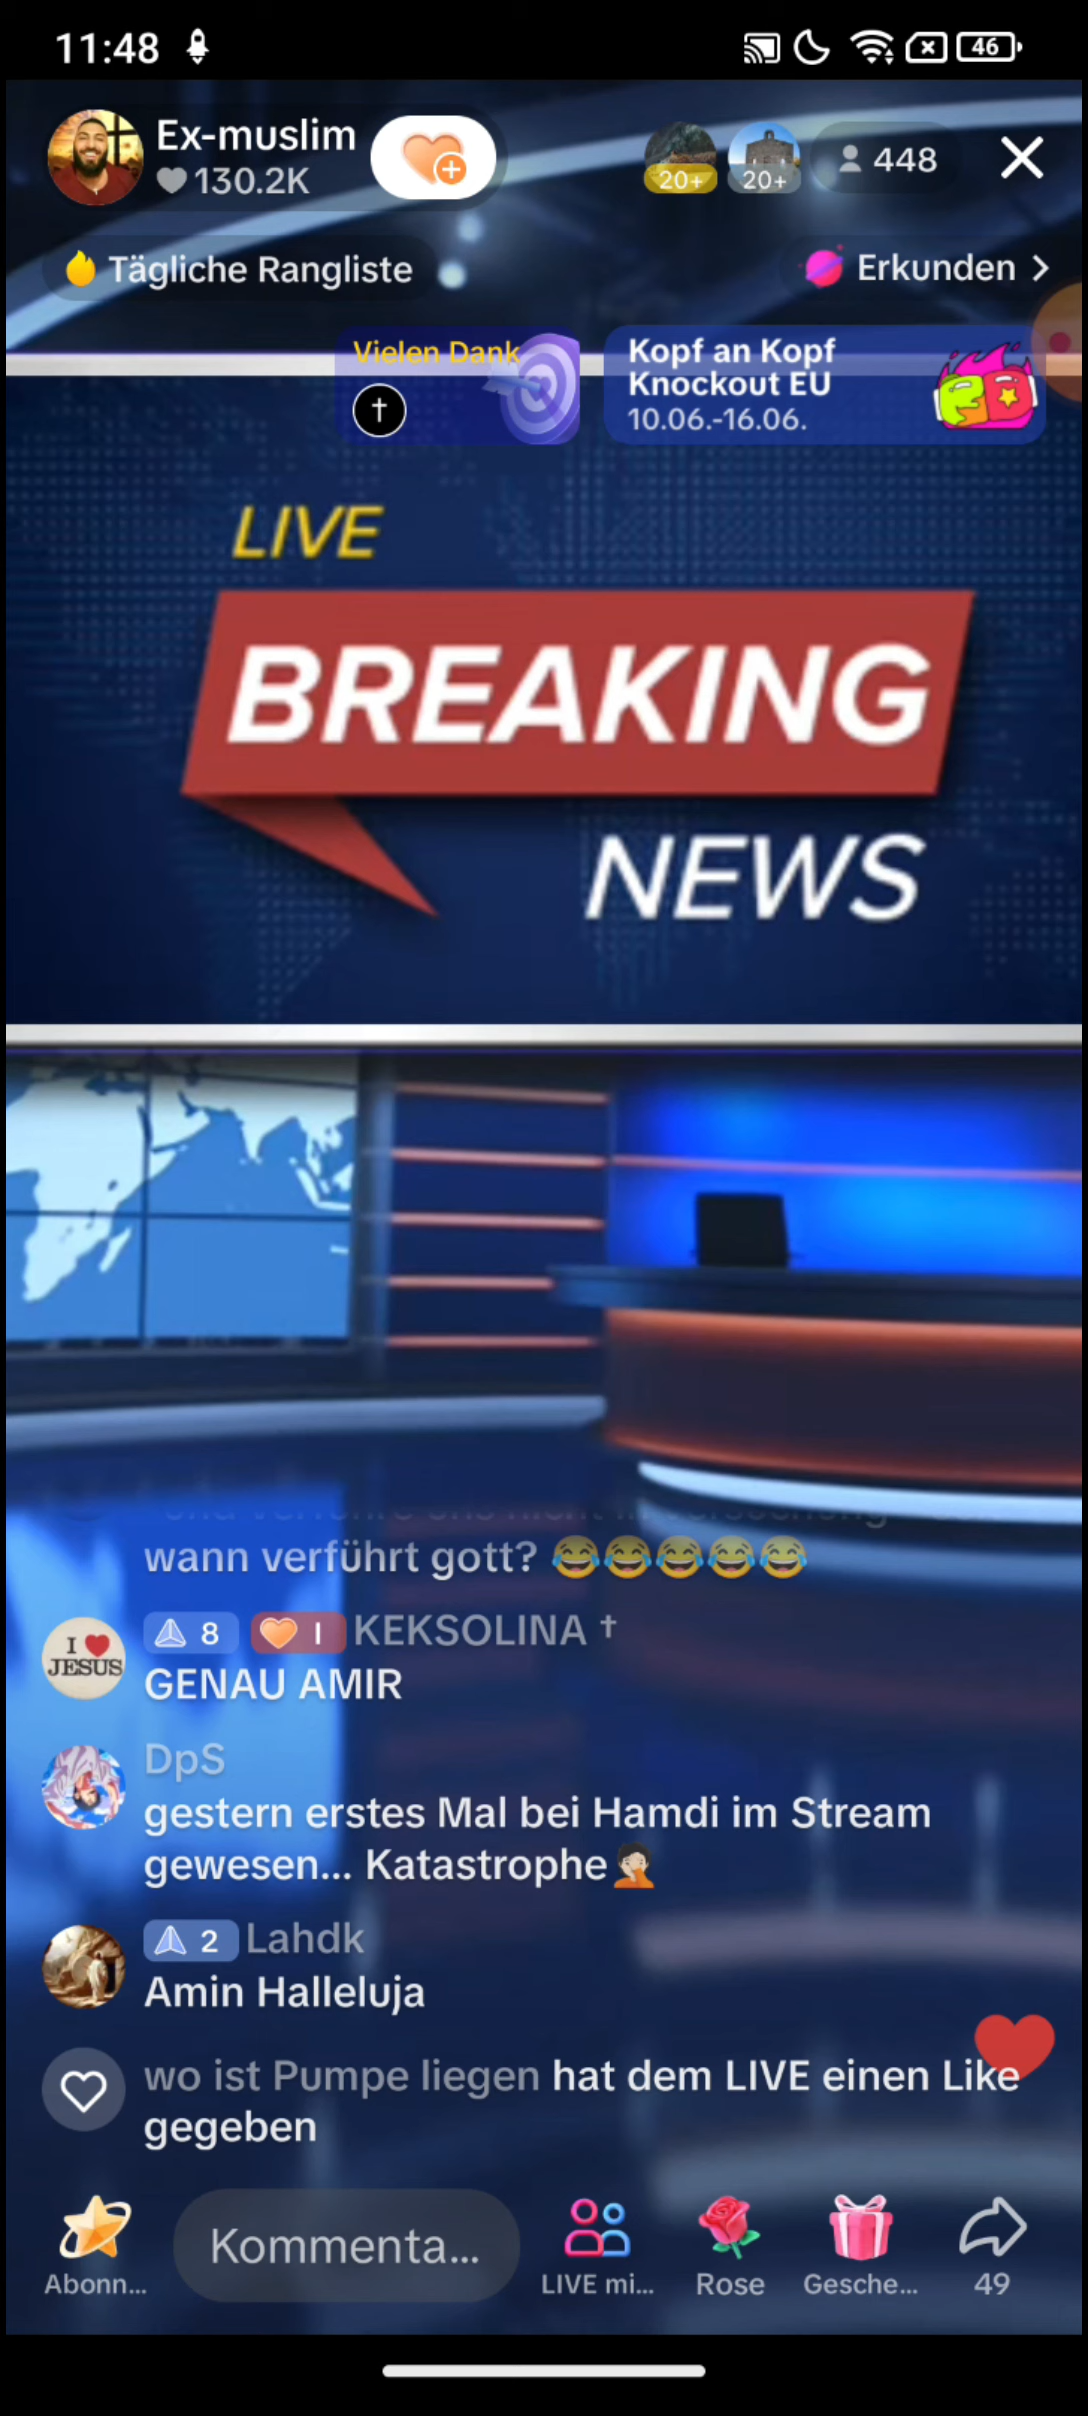 11:48
46
Ex-muslim
130.2K
20+
20+
448
Tägliche Rangliste
Erkunden
Vielen Dank
Kopf an Kopf
Knockout EU
10.06.-16.06.
LIVE
BREAKING
NEWS
wann verführt gott? 😂😂😂😂😂
I ❤ JESUS
8
I
KEKSOLINA †
GENAU AMIR
DpS
gestern erstes Mal bei Hamdi im Stream
gewesen... Katastrophe🤦🏻
2 Lahdk
Amin Halleluja
wo ist Pumpe liegen hat dem LIVE einen Like
gegeben
Kommenta...
Abonn...
LIVE mi...
Rose
Gesche...
49